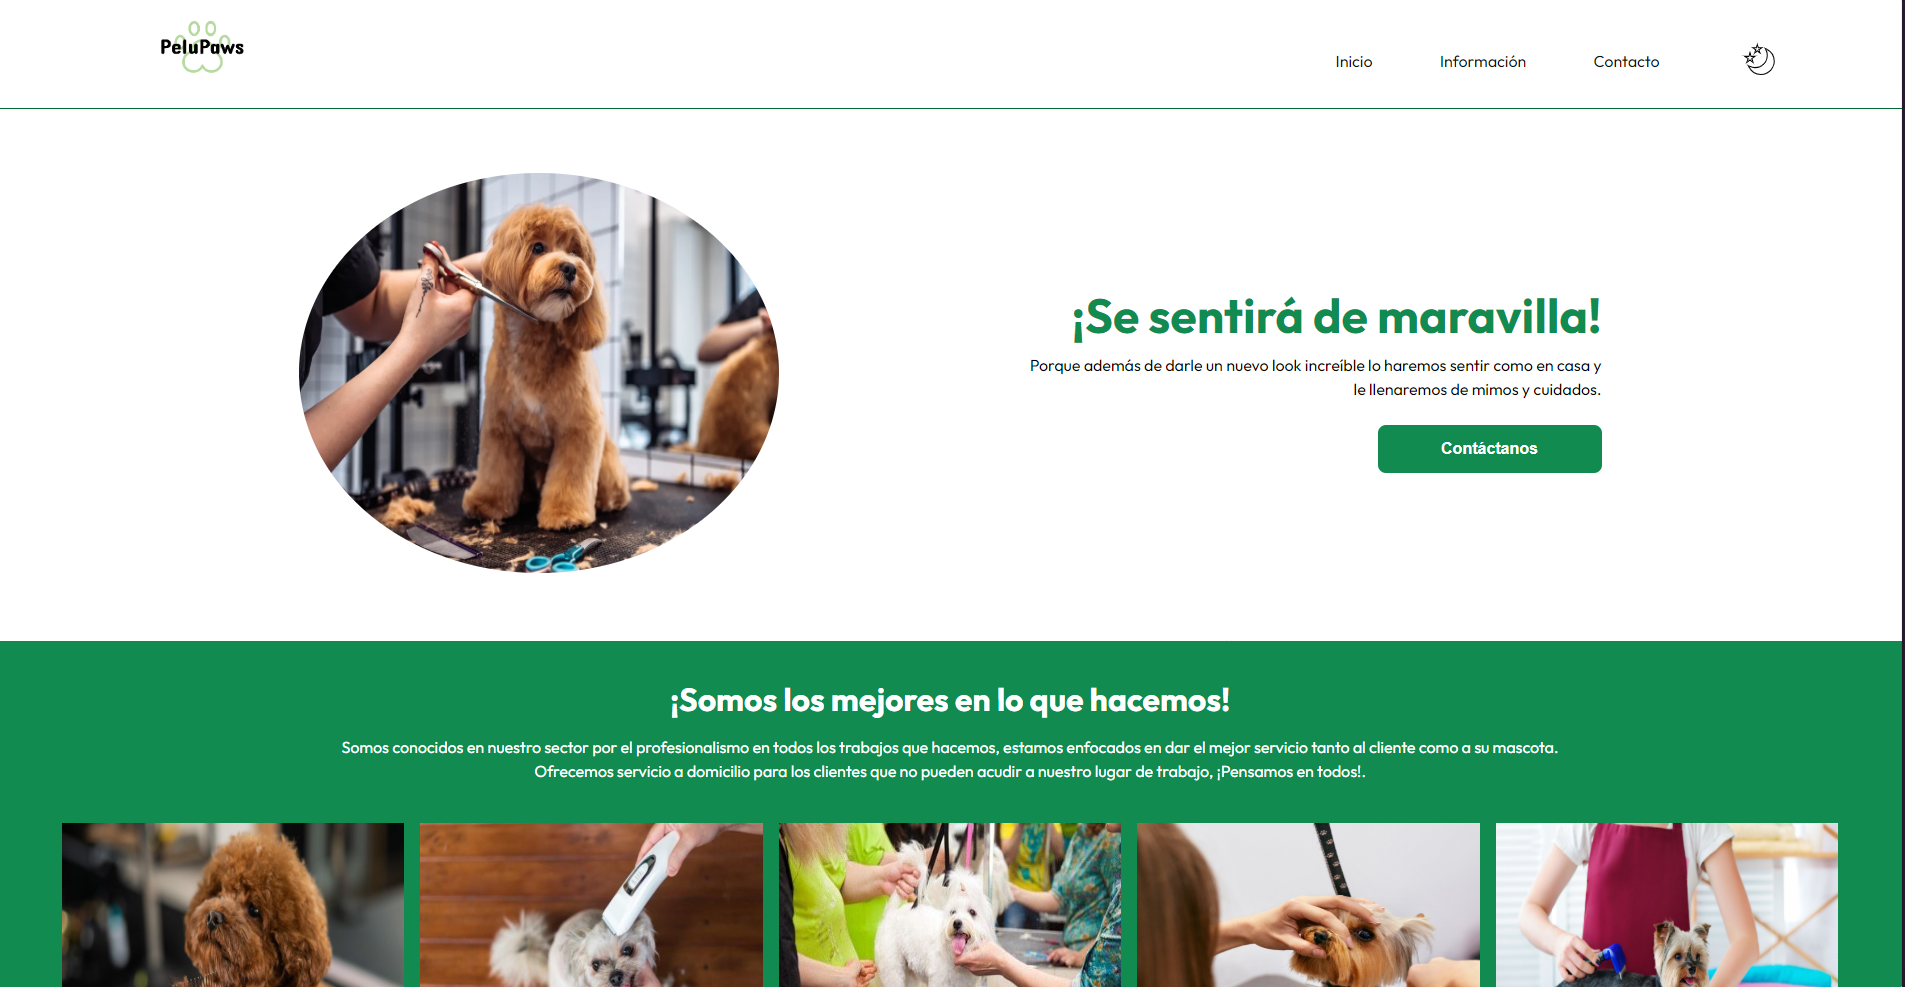 PeluPaws
Inicio
Información
Contacto
¡Se sentirá de maravilla!
Porque además de darle un nuevo look increíble lo haremos sentir como en casa y
le llenaremos de mimos y cuidados.
Contáctanos
¡Somos los mejores en lo que hacemos!
Somos conocidos en nuestro sector por el profesionalismo en todos los trabajos que hacemos, estamos enfocados en dar el mejor servicio tanto al cliente como a su mascota.
Ofrecemos servicio a domicilio para los clientes que no pueden acudir a nuestro lugar de trabajo, ¡Pensamos en todos!.